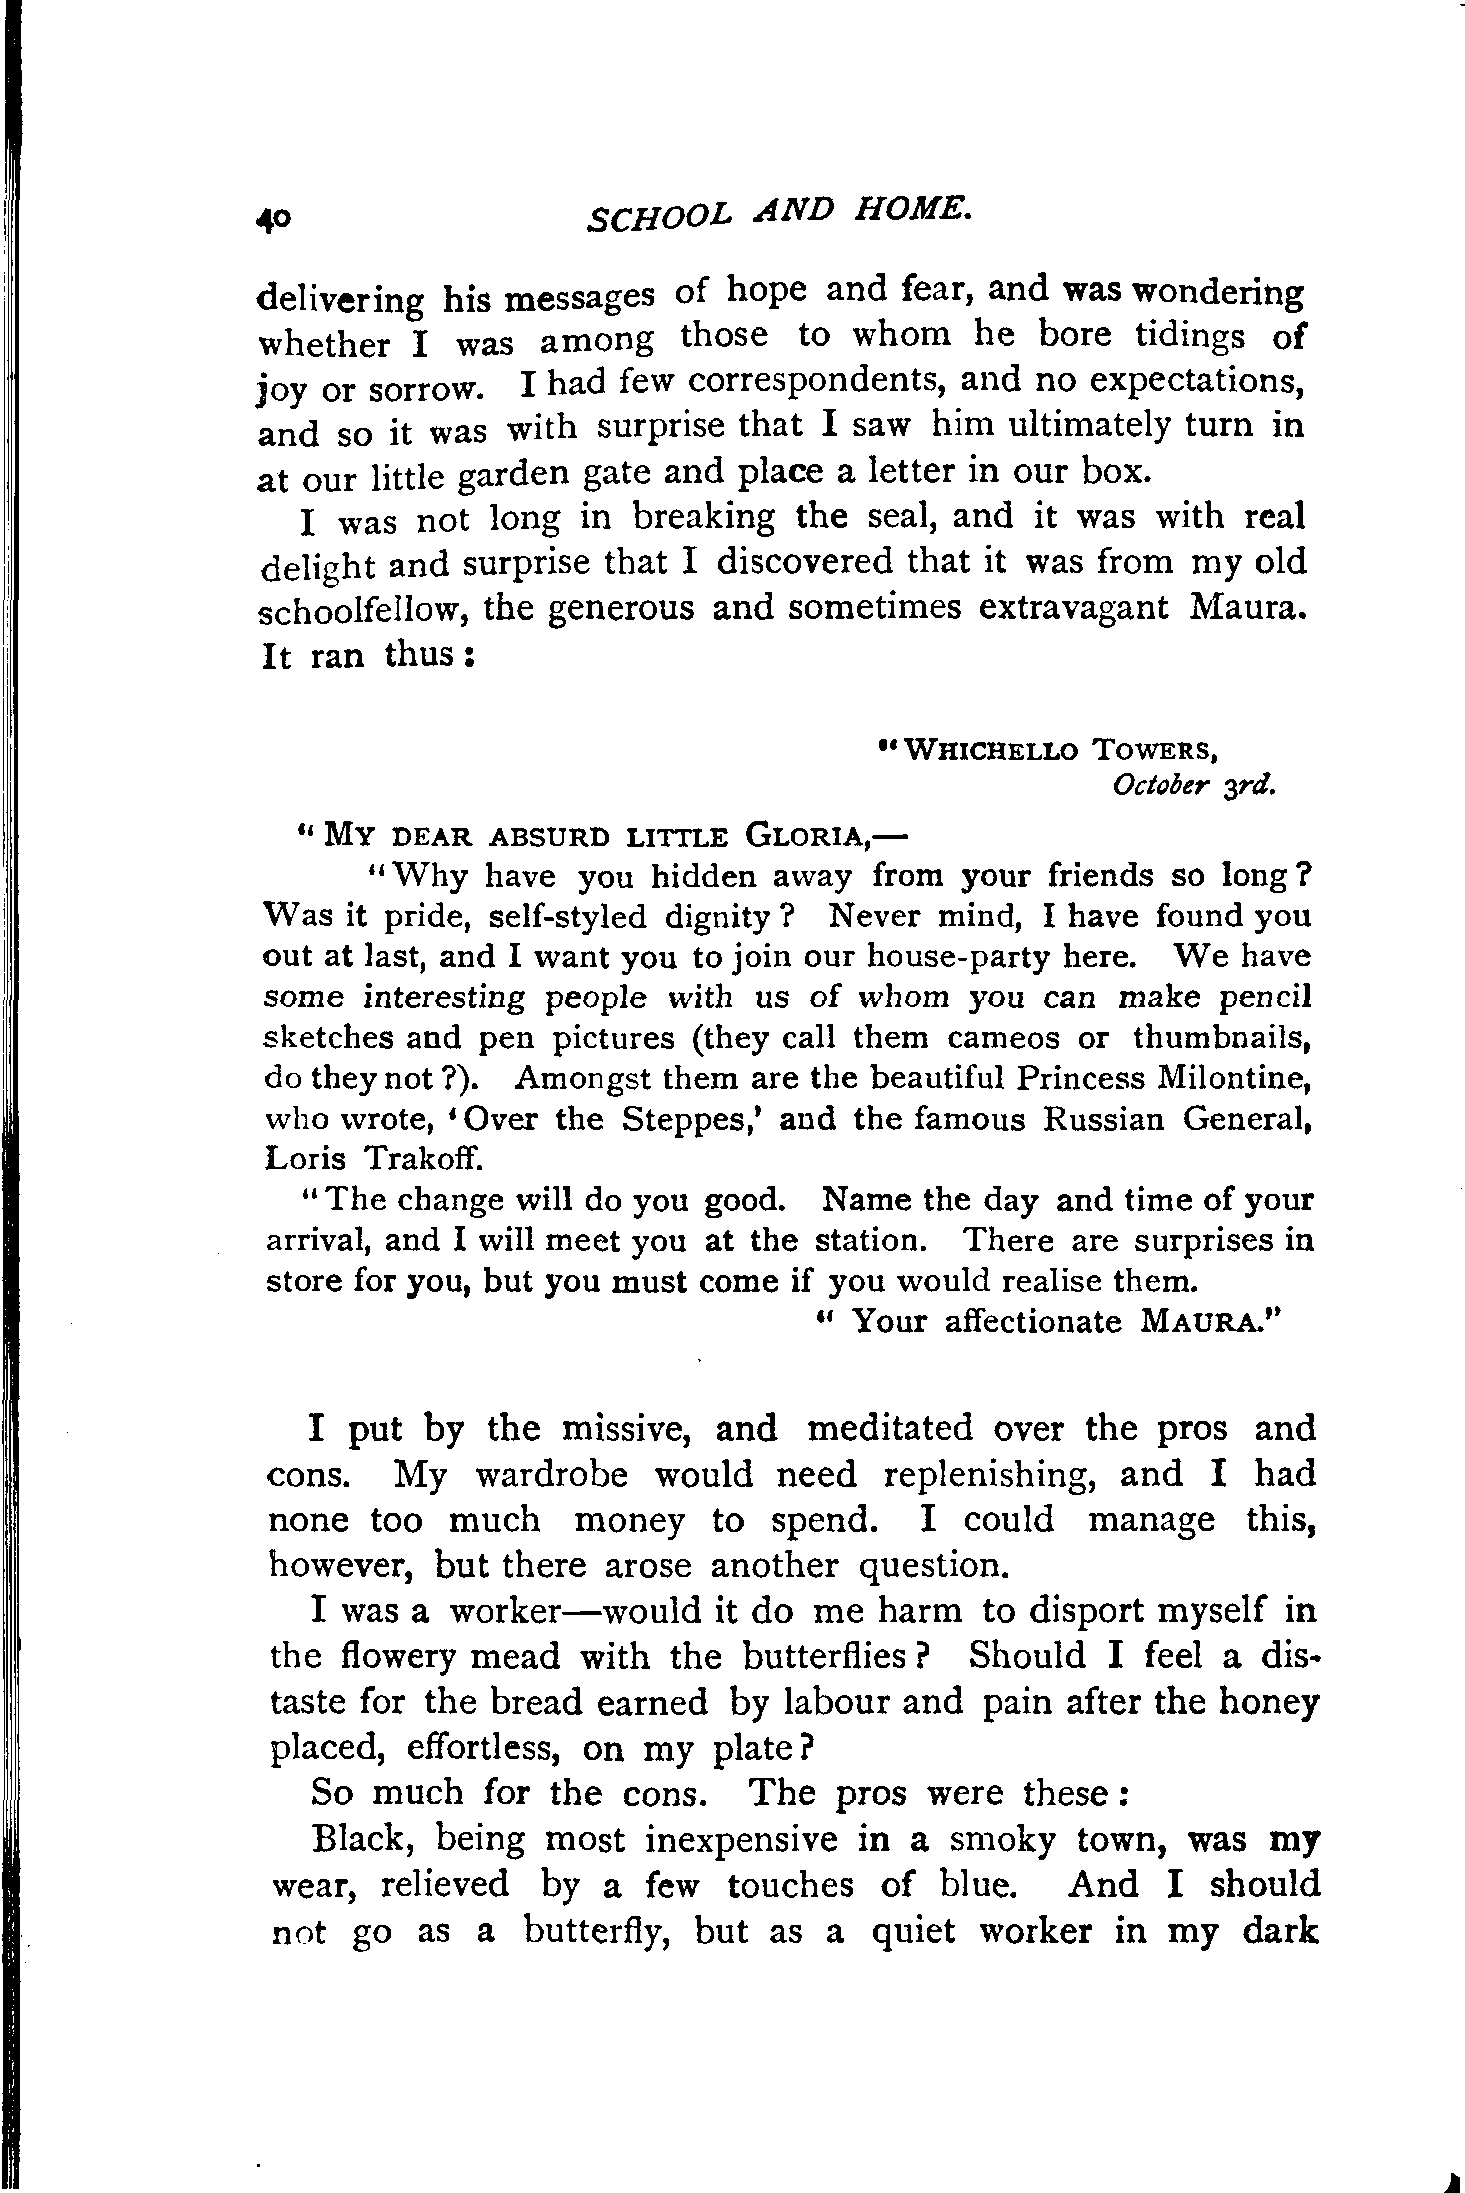 40 SCHOOL AND HOME.
delivering his messages of hope and fear, and was wondering
whether I was among those to whom he bore tidings of
joy or sorrow. I had few correspondents, and no expectations,
and so it was with surprise that I saw him ultimately turn in
at our little garden gate and place a letter in our box.
I was not long in breaking the seal, and it was with real
delight and surprise that I discovered that it was from my old
schoolfellow, the generous and sometimes extravagant Maura.
It ran thus:
"WHICHELLO TOWERS,
October 3rd.
"MY DEAR ABSURD LITTLE GLORIA,—
"Why have you hidden away from your friends so long?
Was it pride, self-styled dignity? Never mind, I have found you
out at last, and I want you to join our house-party here. We have
some interesting people with us of whom you can make pencil
sketches and pen pictures (they call them cameos or thumbnails,
do they not?). Amongst them are the beautiful Princess Milontine,
who wrote, 'Over the Steppes,' and the famous Russian General,
Loris Trakoff.
"The change will do you good. Name the day and time of your
arrival, and I will meet you at the station. There are surprises in
store for you, but you must come if you would realise them.
"Your affectionate MAURA."
I put by the missive, and meditated over the pros and
cons. My wardrobe would need replenishing, and I had
none too much money to spend. I could manage this,
however, but there arose another question.
I was a worker—would it do me harm to disport myself in
the flowery mead with the butterflies? Should I feel a dis-
taste for the bread earned by labour and pain after the honey
placed, effortless, on my plate?
So much for the cons. The pros were these:
Black, being most inexpensive in a smoky town, was my
wear, relieved by a few touches of blue. And I should
not go as a butterfly, but as a quiet worker in my dark